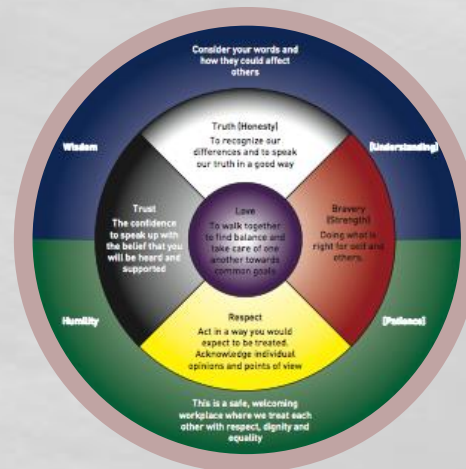 Consider your words and
how they could affect
others
Wisdom
(Understanding)
Truth (Honesty)
To recognize our
differences and to speak
our truth in a good way
Trust
The confidence
to speak up with
the belief that you
will be heard and
supported
Love
To walk together
to find balance and
take care of one
another towards
common goals
Bravery
(Strength)
Doing what is
right for self and
others.
Respect
Act in a way you would
expect to be treated.
Acknowledge individual
opinions and points of view
Humility
(Patience)
This is a safe, welcoming
workplace where we treat each
other with respect, dignity and
equality